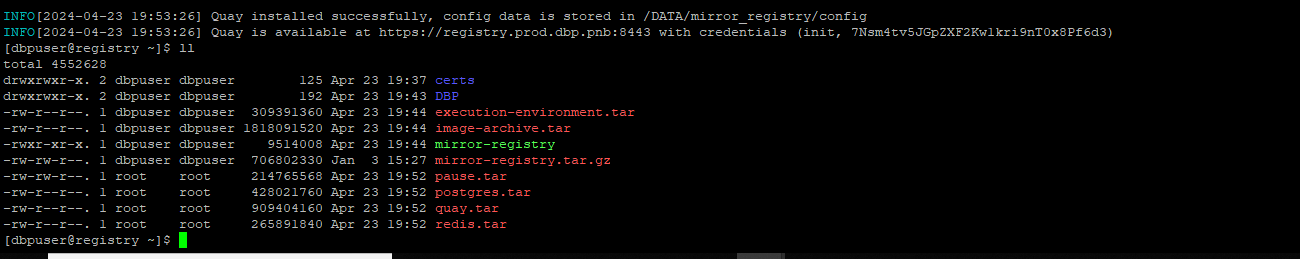 INFO[2024-04-23 19:53:26] Quay installed successfully, config data is stored in /DATA/mirror_registry/config
INFO[2024-04-23 19:53:26] Quay is available at https://registry.prod.dbp.pnb:8443 with credentials (init, 7Nsm4tv5JGpZXF2Kw1kri9nT0x8Pf6d3)
[dbpuser@registry ~]$ ll
total 4552628
drwxrwxr-x. 2 dbpuser dbpuser        125 Apr 23 19:37 certs
drwxrwxr-x. 2 dbpuser dbpuser        192 Apr 23 19:43 DBP
-rw-r--r--. 1 dbpuser dbpuser  309391360 Apr 23 19:44 execution-environment.tar
-rw-r--r--. 1 dbpuser dbpuser 1818091520 Apr 23 19:44 image-archive.tar
-rwxr-xr-x. 1 dbpuser dbpuser    9514008 Apr 23 19:44 mirror-registry
-rw-rw-r--. 1 dbpuser dbpuser  706802330 Jan  3 15:27 mirror-registry.tar.gz
-rw-r--r--. 1 root    root     214765568 Apr 23 19:52 pause.tar
-rw-r--r--. 1 root    root     428021760 Apr 23 19:52 postgres.tar
-rw-r--r--. 1 root    root     909404160 Apr 23 19:52 quay.tar
-rw-r--r--. 1 root    root     265891840 Apr 23 19:52 redis.tar
[dbpuser@registry ~]$